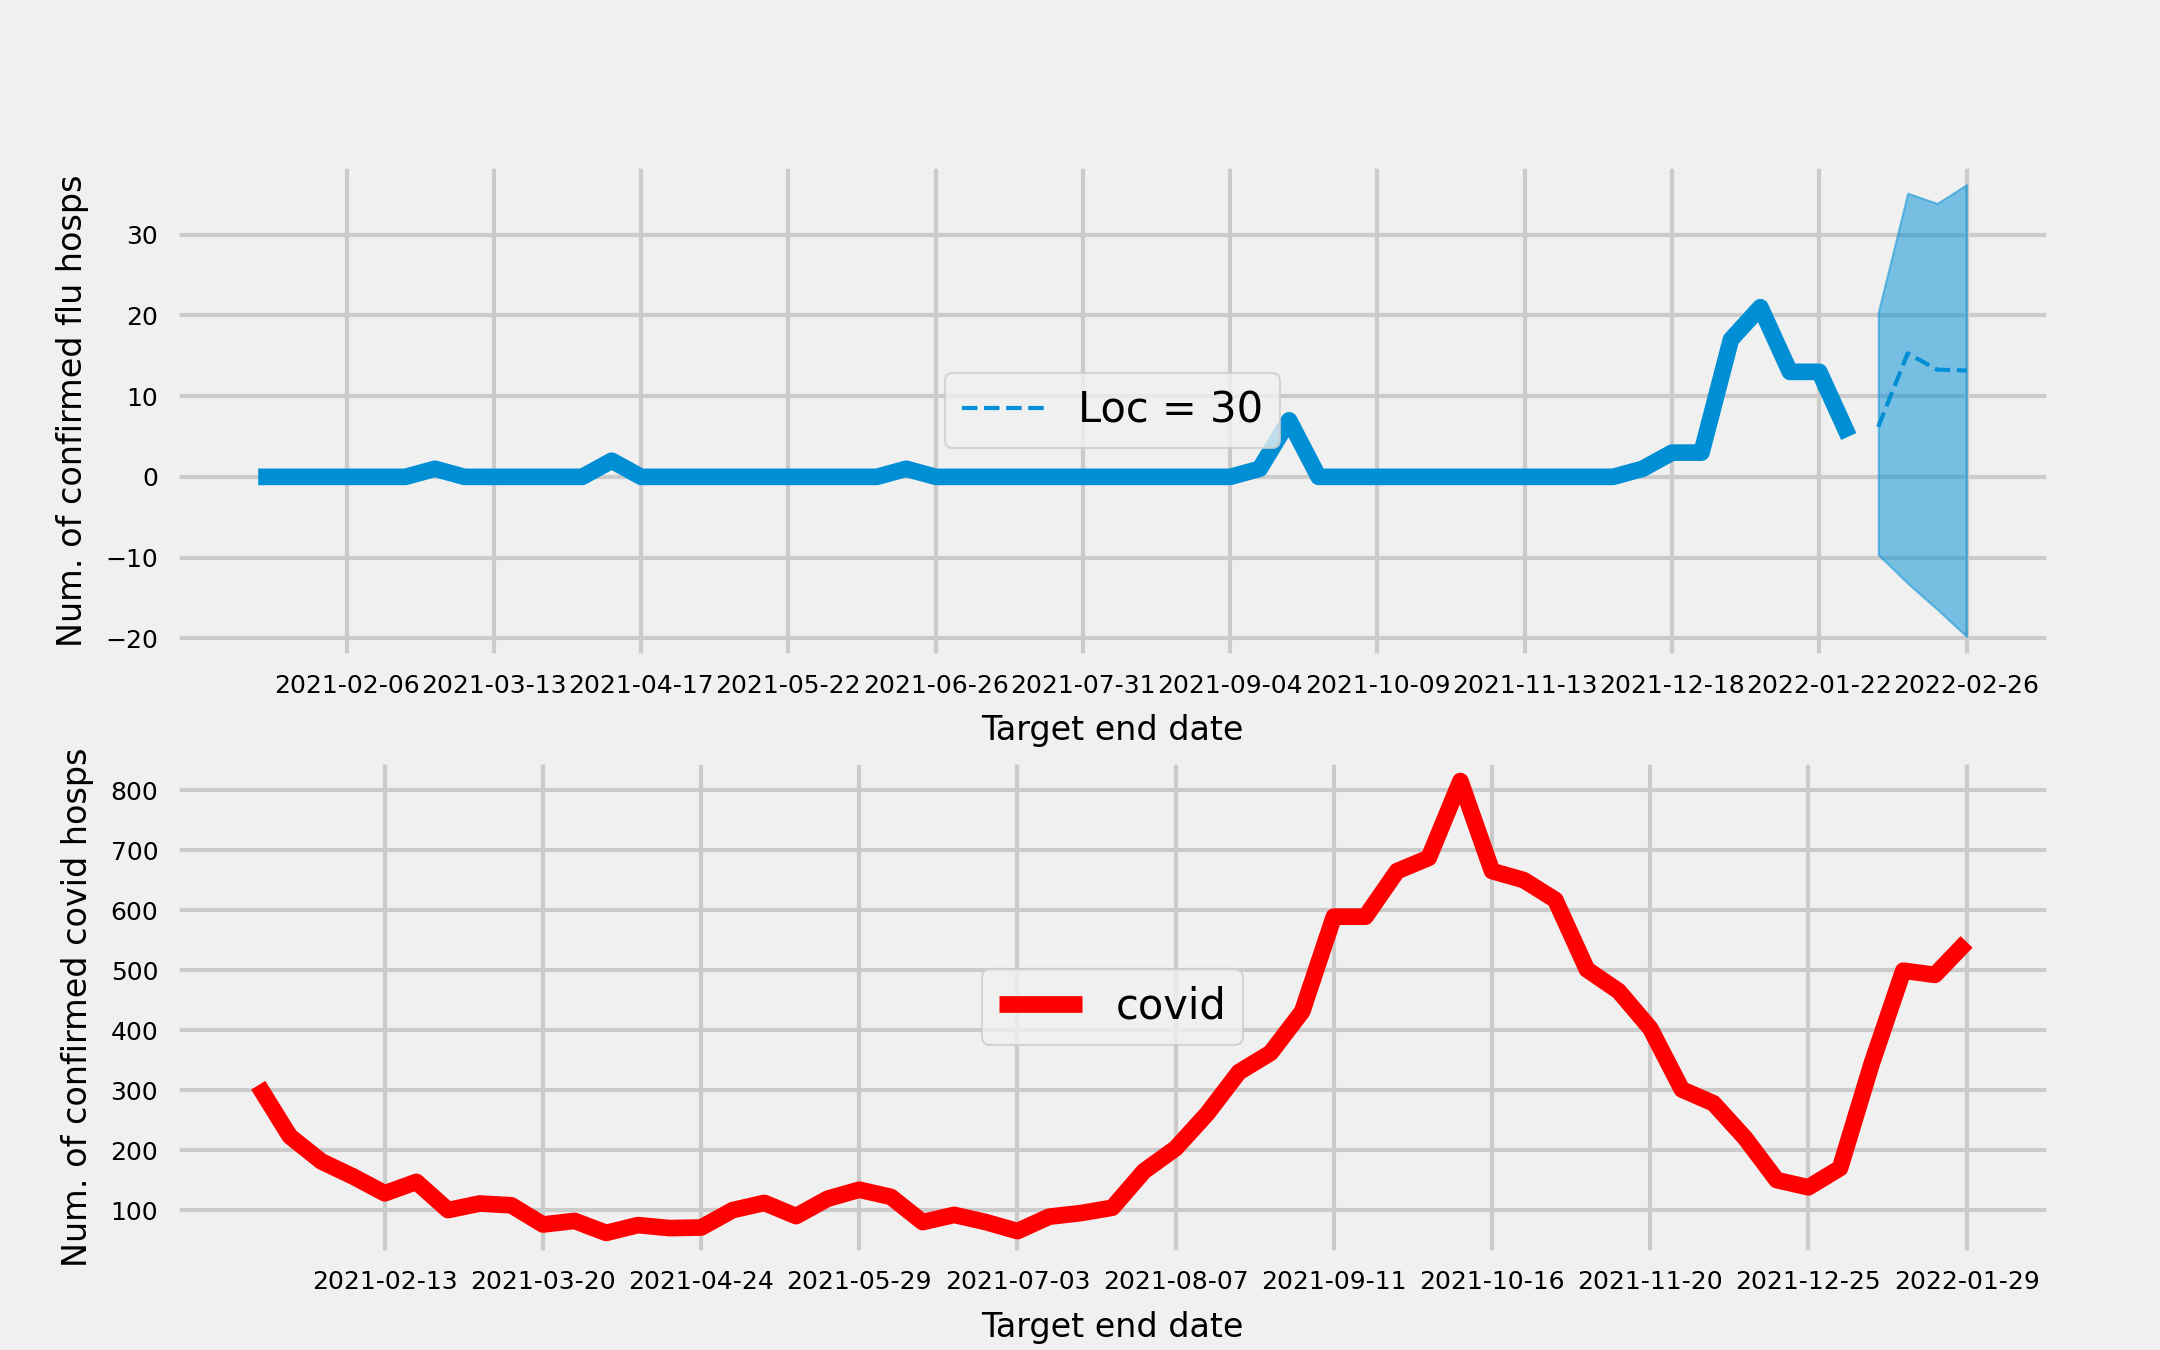 Num. of confirmed flu hosps
30
20
10
0
−10
−20
Loc = 30
2021-02-06 2021-03-13 2021-04-17 2021-05-22 2021-06-26 2021-07-31 2021-09-04 2021-10-09 2021-11-13 2021-12-18 2022-01-22 2022-02-26
Target end date
Num. of confirmed covid hosps
800
700
600
500
400
300
200
100
covid
2021-02-13 2021-03-20 2021-04-24 2021-05-29 2021-07-03 2021-08-07 2021-09-11 2021-10-16 2021-11-20 2021-12-25 2022-01-29
Target end date